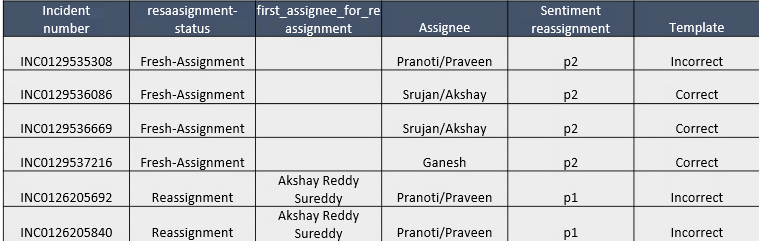 Incident number resaasignment-status first_assignee_for_reassignment Assignee Sentiment reassignment Template
INC0129535308 Fresh-Assignment Pranoti/Praveen p2 Incorrect
INC0129536086 Fresh-Assignment Srujan/Akshay p2 Correct
INC0129536669 Fresh-Assignment Srujan/Akshay p2 Correct
INC0129537216 Fresh-Assignment Ganesh p2 Correct
INC0126205692 Reassignment Akshay Reddy Sureddy Pranoti/Praveen p1 Incorrect
INC0126205840 Reassignment Akshay Reddy Sureddy Pranoti/Praveen p1 Incorrect